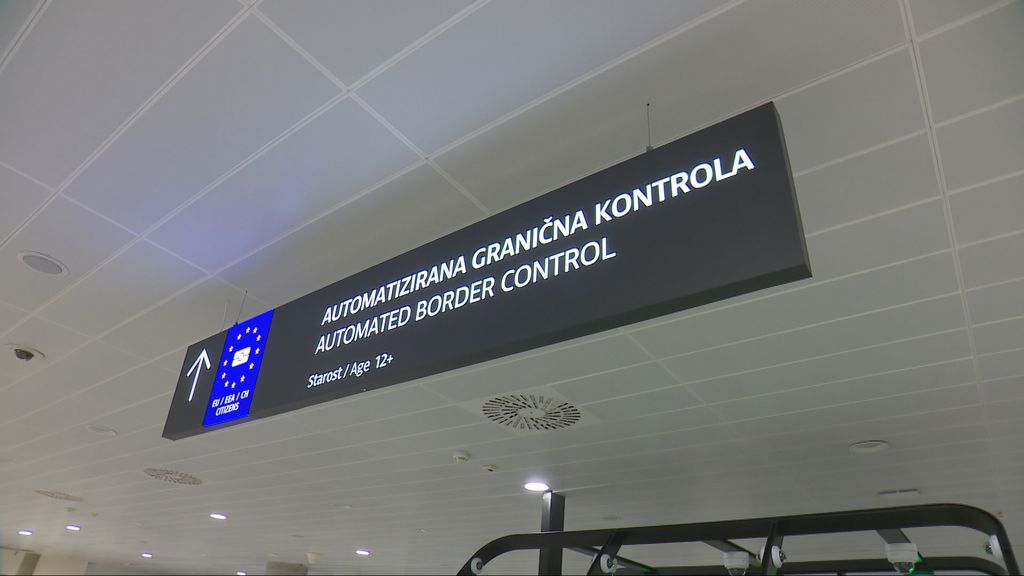 AUTOMATIZIRANA GRANIČNA KONTROLA
AUTOMATED BORDER CONTROL
Starost / Age 12+
EU / EEA / CH
CITIZENS